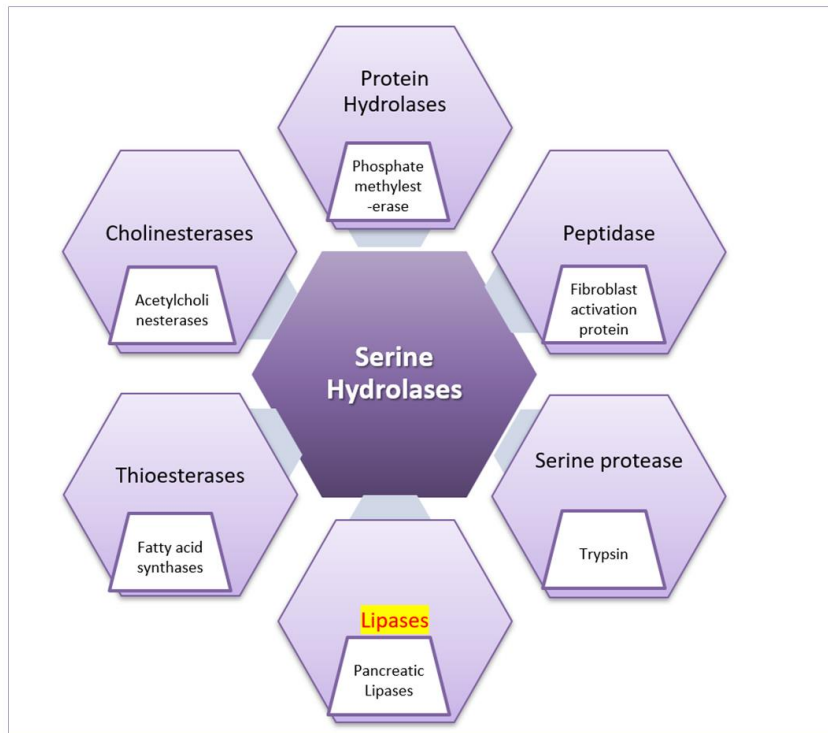 Protein
Hydrolases
Phosphate
methylest
-erase
Cholinesterases
Acetylcholi
nesterases
Peptidase
Fibroblast
activation
protein
Serine
Hydrolases
Thioesterases
Fatty acid
synthases
Serine protease
Trypsin
Lipases
Pancreatic
Lipases